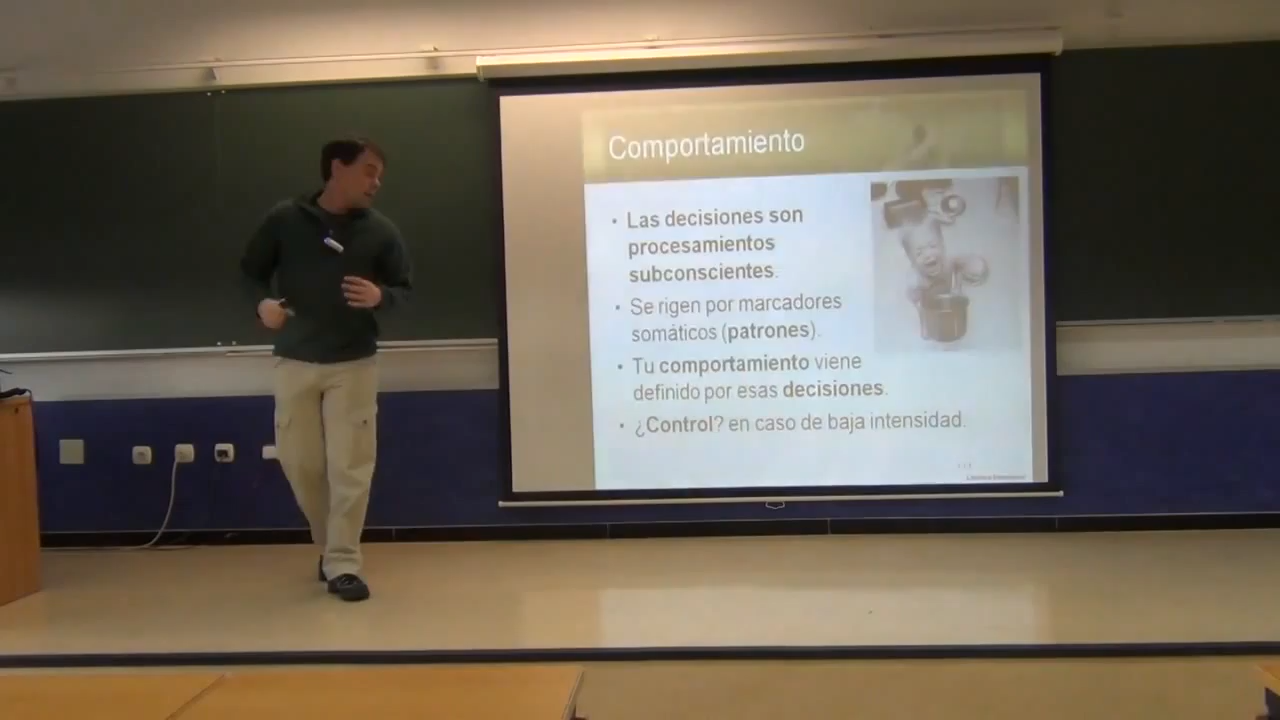 Comportamiento
• Las decisiones son
procesamientos
subconscientes.
• Se rigen por marcadores
somáticos (patrones).
• Tu comportamiento viene
definido por esas decisiones.
• ¿Control? en caso de baja intensidad.